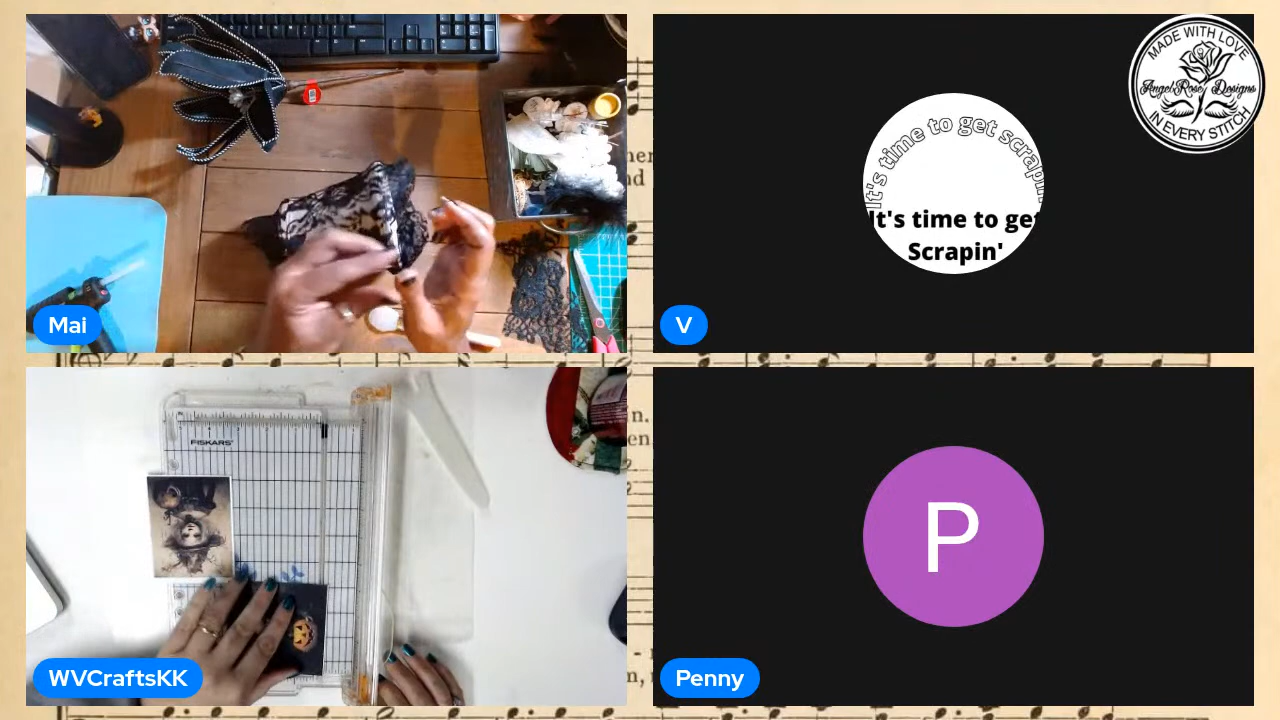 MADE WITH LOVE
AngelRose Designs
IN EVERY STITCH
It's time to get scrapin'
It's time to get
Scrapin'
Mai
V
FISKARS
P
WVCraftsKK
Penny